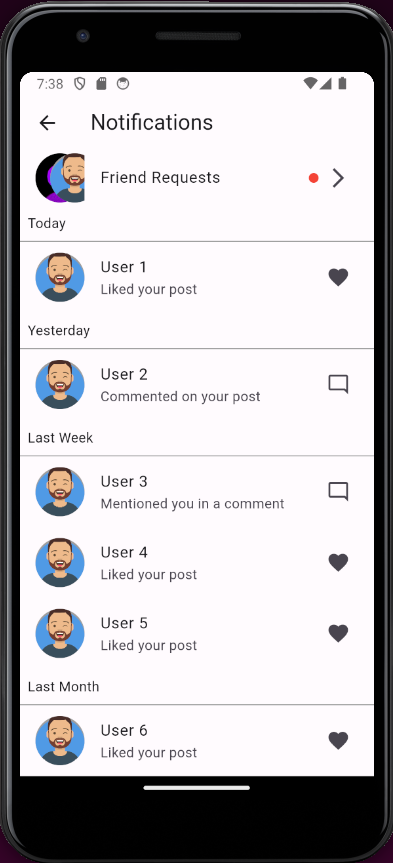 7:38
Notifications
Friend Requests
Today
User 1
Liked your post
Yesterday
User 2
Commented on your post
Last Week
User 3
Mentioned you in a comment
User 4
Liked your post
User 5
Liked your post
Last Month
User 6
Liked your post